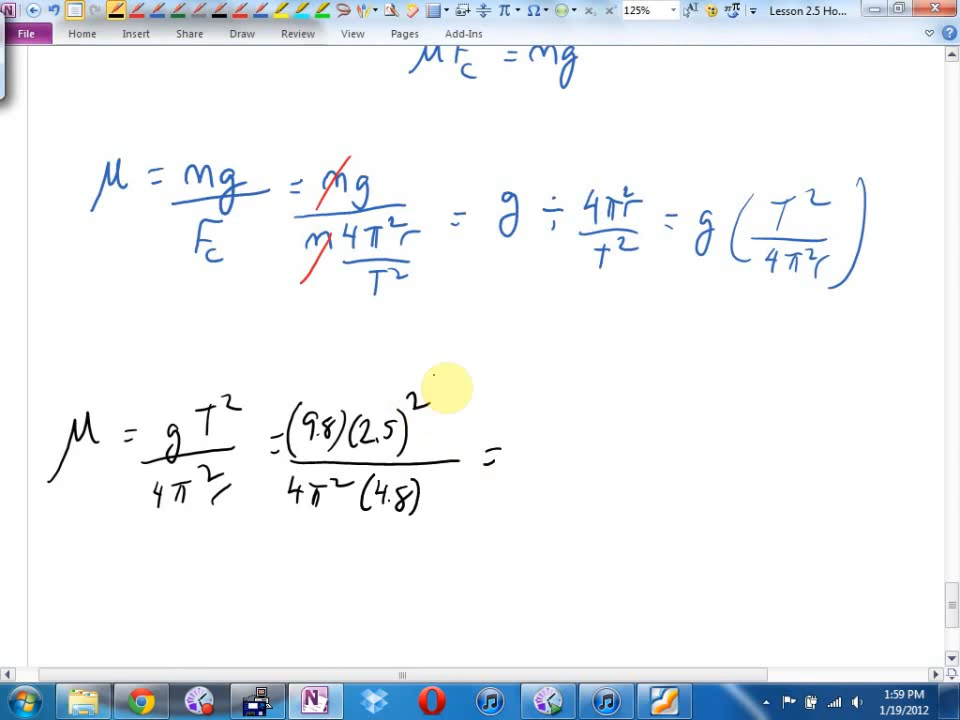 125% Lesson 2.5 Ho...
File Home Insert Share Draw Review View Pages Add-Ins
μFc = mg
μ = mg/Fc = mg/(m 4π²r/T²) = g ÷ 4π²r/T² = g(T²/4π²r)
μ = gT²/4π²r = (9.8)(2.5)²/4π²(4.8) =
1:59 PM
1/19/2012